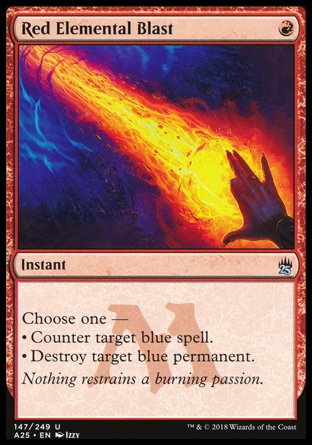 Red Elemental Blast
Instant
25
Choose one —
• Counter target blue spell.
• Destroy target blue permanent.
Nothing restrains a burning passion.
147/249 U
A25 • EN Izzy
™ & © 2018 Wizards of the Coast